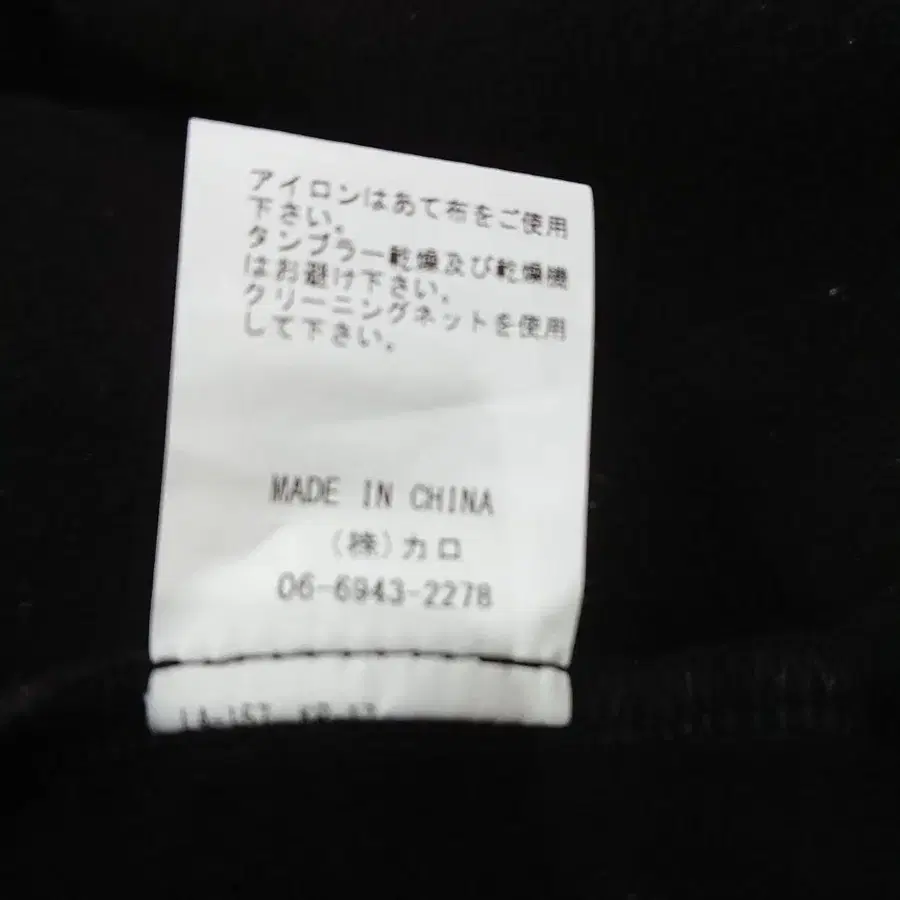 アイロンはあて布をご使用
下さい。
タンブラー乾燥及び乾燥機
はお避け下さい。
クリーニングネットを使用
して下さい。
MADE IN CHINA
(株)カロ
06-6943-2278